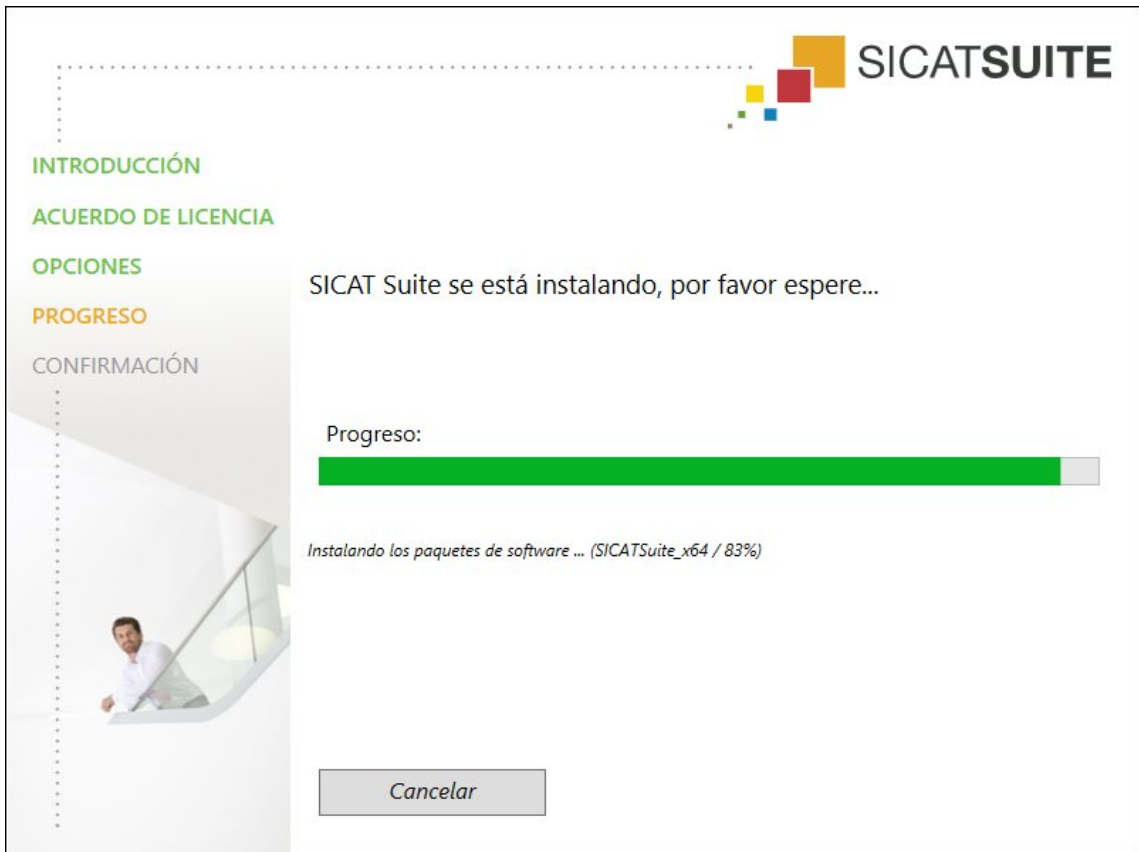 SICATSUITE
INTRODUCCIÓN
ACUERDO DE LICENCIA
OPCIONES
PROGRESO
CONFIRMACIÓN
SICAT Suite se está instalando, por favor espere...
Progreso:
Instalando los paquetes de software ... (SICATSuite_x64 / 83%)
Cancelar